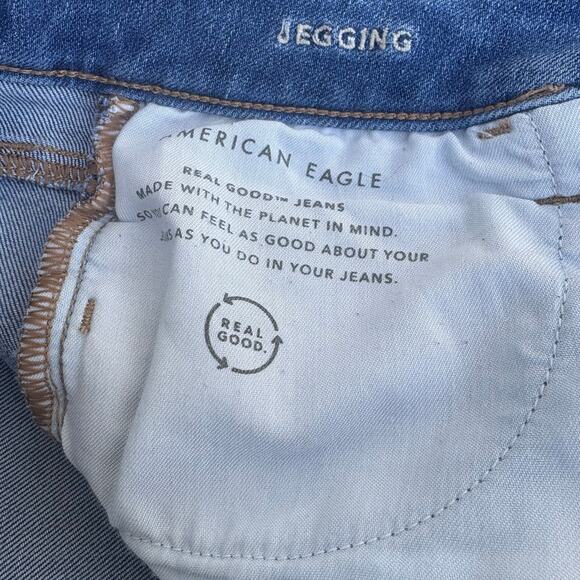 JEGGING
AMERICAN EAGLE
REAL GOOD™ JEANS
MADE WITH THE PLANET IN MIND.
SO CAN FEEL AS GOOD ABOUT YOUR
AS YOU DO IN YOUR JEANS.
REAL
GOOD.